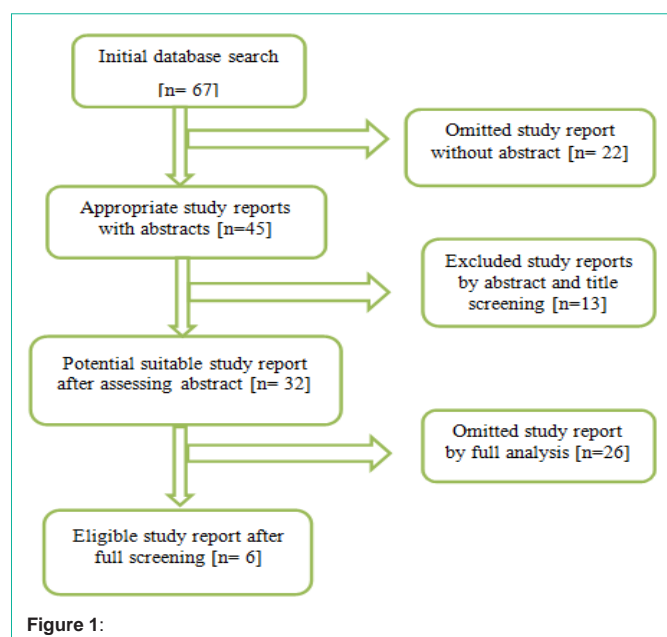 Initial database search
[n= 67]
Omitted study report
without abstract [n= 22]
Appropriate study reports
with abstracts [n=45]
Excluded study reports
by abstract and title
screening [n=13]
Potential suitable study report
after assessing abstract [n= 32]
Omitted study report
by full analysis [n=26]
Eligible study report after
full screening [n= 6]
Figure 1: